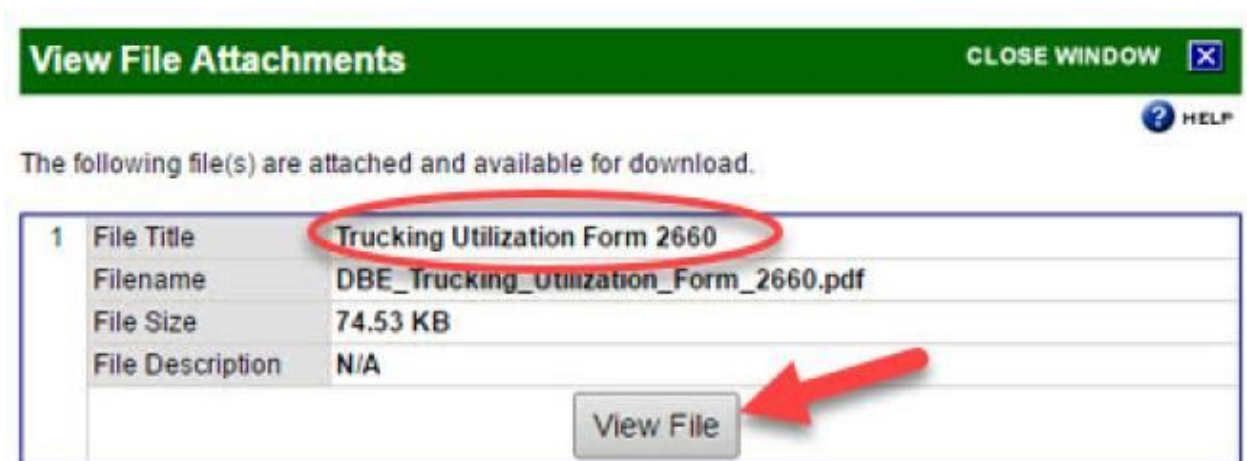 View File Attachments CLOSE WINDOW X
? HELP
The following file(s) are attached and available for download.
1 File Title Trucking Utilization Form 2660
Filename DBE_Trucking_Utilization_Form_2660.pdf
File Size 74.53 KB
File Description N/A
View File